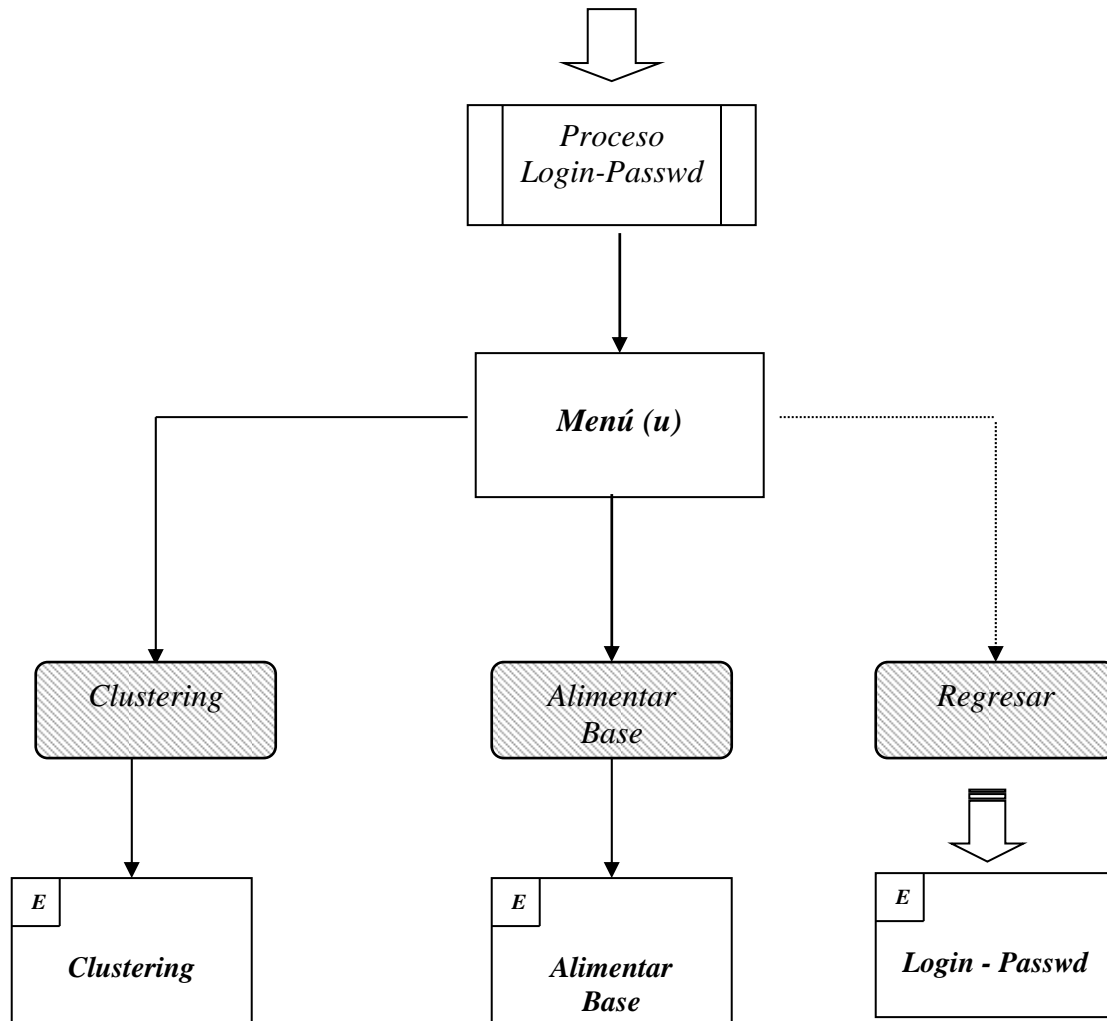 Proceso
Login-Passwd
Menú (u)
Clustering
Alimentar
Base
Regresar
E
Clustering
E
Alimentar
Base
E
Login - Passwd